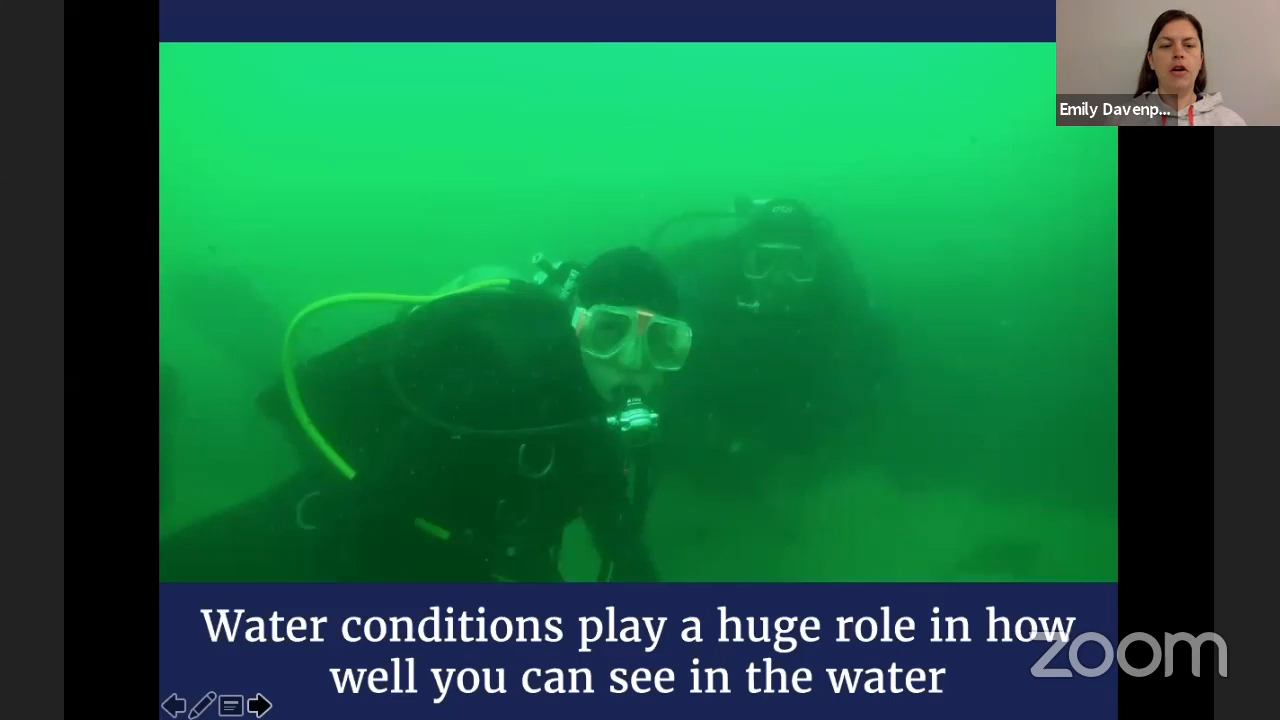 Emily Davenp...
Water conditions play a huge role in how
well you can see in the water
zoom